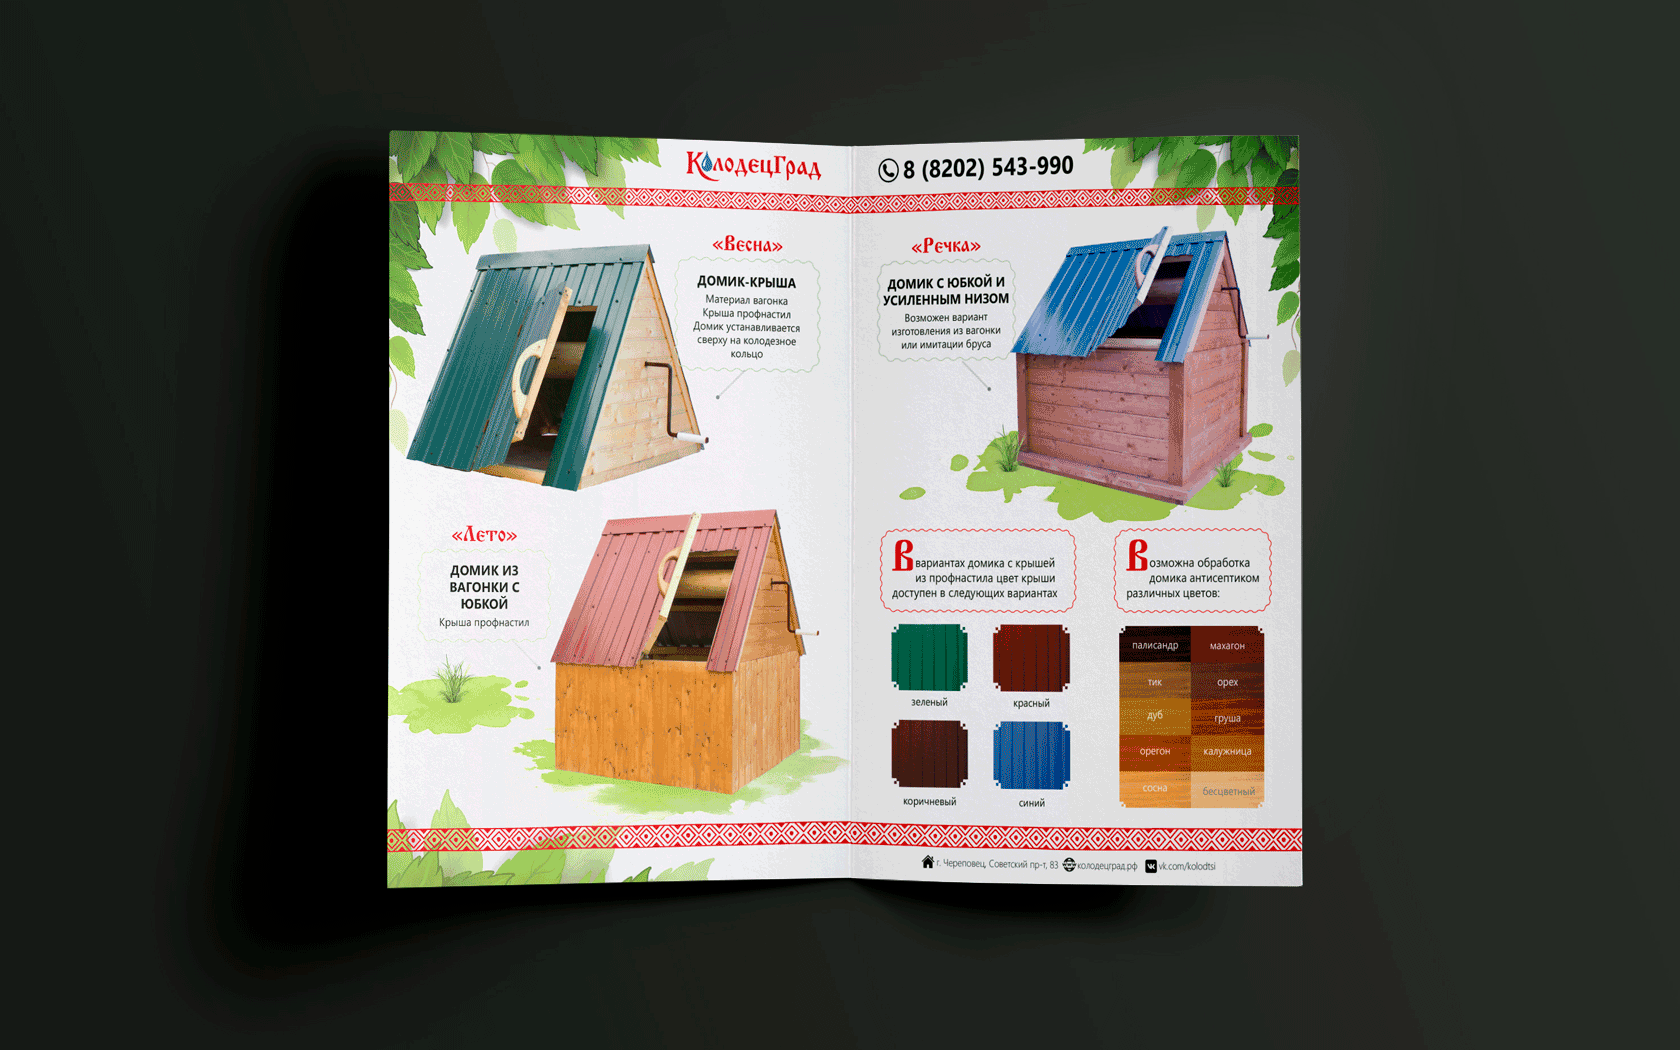 КолодецГрад
8 (8202) 543-990
«Весна»
ДОМИК-КРЫША
Материал вагонка
Крыша профнастил
Домик устанавливается
сверху на колодезное
кольцо
«Лето»
ДОМИК ИЗ
ВАГОНКИ С
ЮБКОЙ
Крыша профнастил
«Речка»
ДОМИК С ЮБКОЙ И
УСИЛЕННЫМ НИЗОМ
Возможен вариант
изготовления из вагонки
или имитации бруса
В вариантах домика с крышей
из профнастила цвет крыши
доступен в следующих вариантах
зеленый
красный
коричневый
синий
Возможна обработка
домика антисептиком
различных цветов:
палисандр махагон
тик орех
дуб груша
орегон калужница
сосна бесцветный
г. Череповец, Советский пр-т, 83 колодецград.рф vk.com/kolodtsi